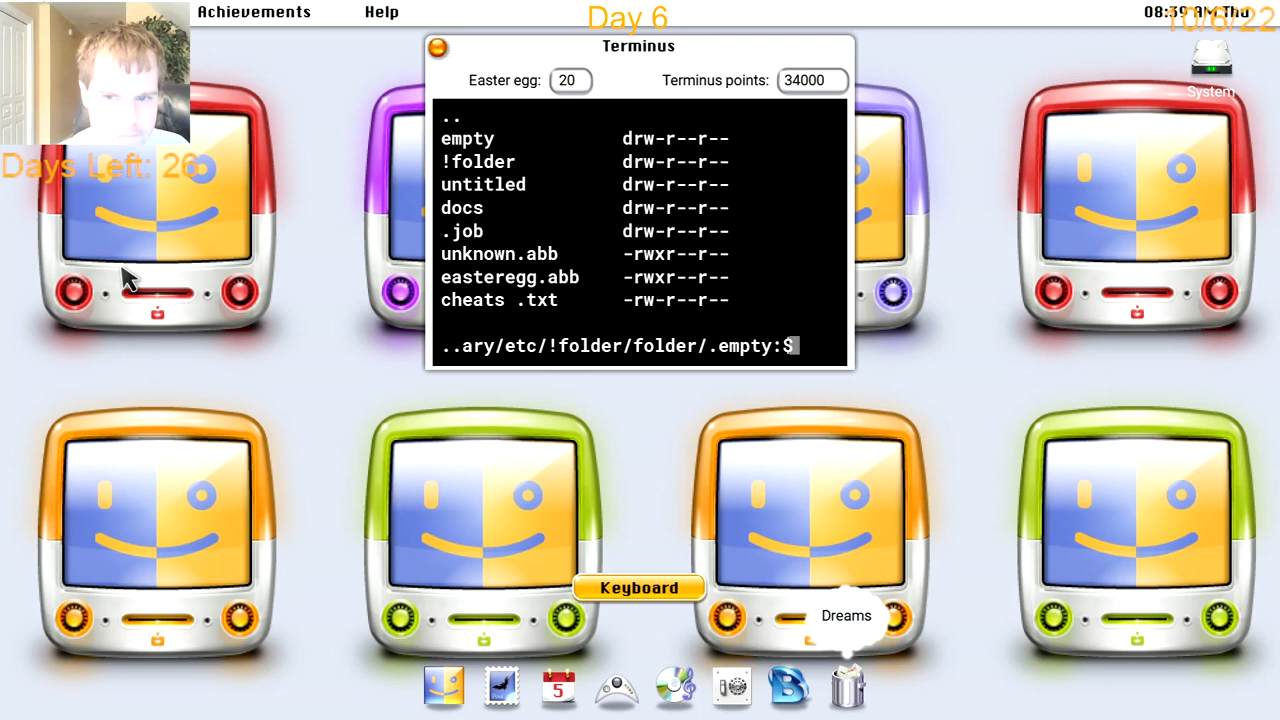 Achievements
Help
Day 6
08:39 AM Thu
10/6/22
Terminus
Easter egg: 20
Terminus points: 34000
System
Days Left: 26
..
empty drw-r--r--
!folder drw-r--r--
untitled drw-r--r--
docs drw-r--r--
.job drw-r--r--
unknown.abb -rwxr--r--
easteregg.abb -rwxr--r--
cheats .txt -rw-r--r--
..ary/etc/!folder/folder/.empty:$
Keyboard
Dreams
5
B